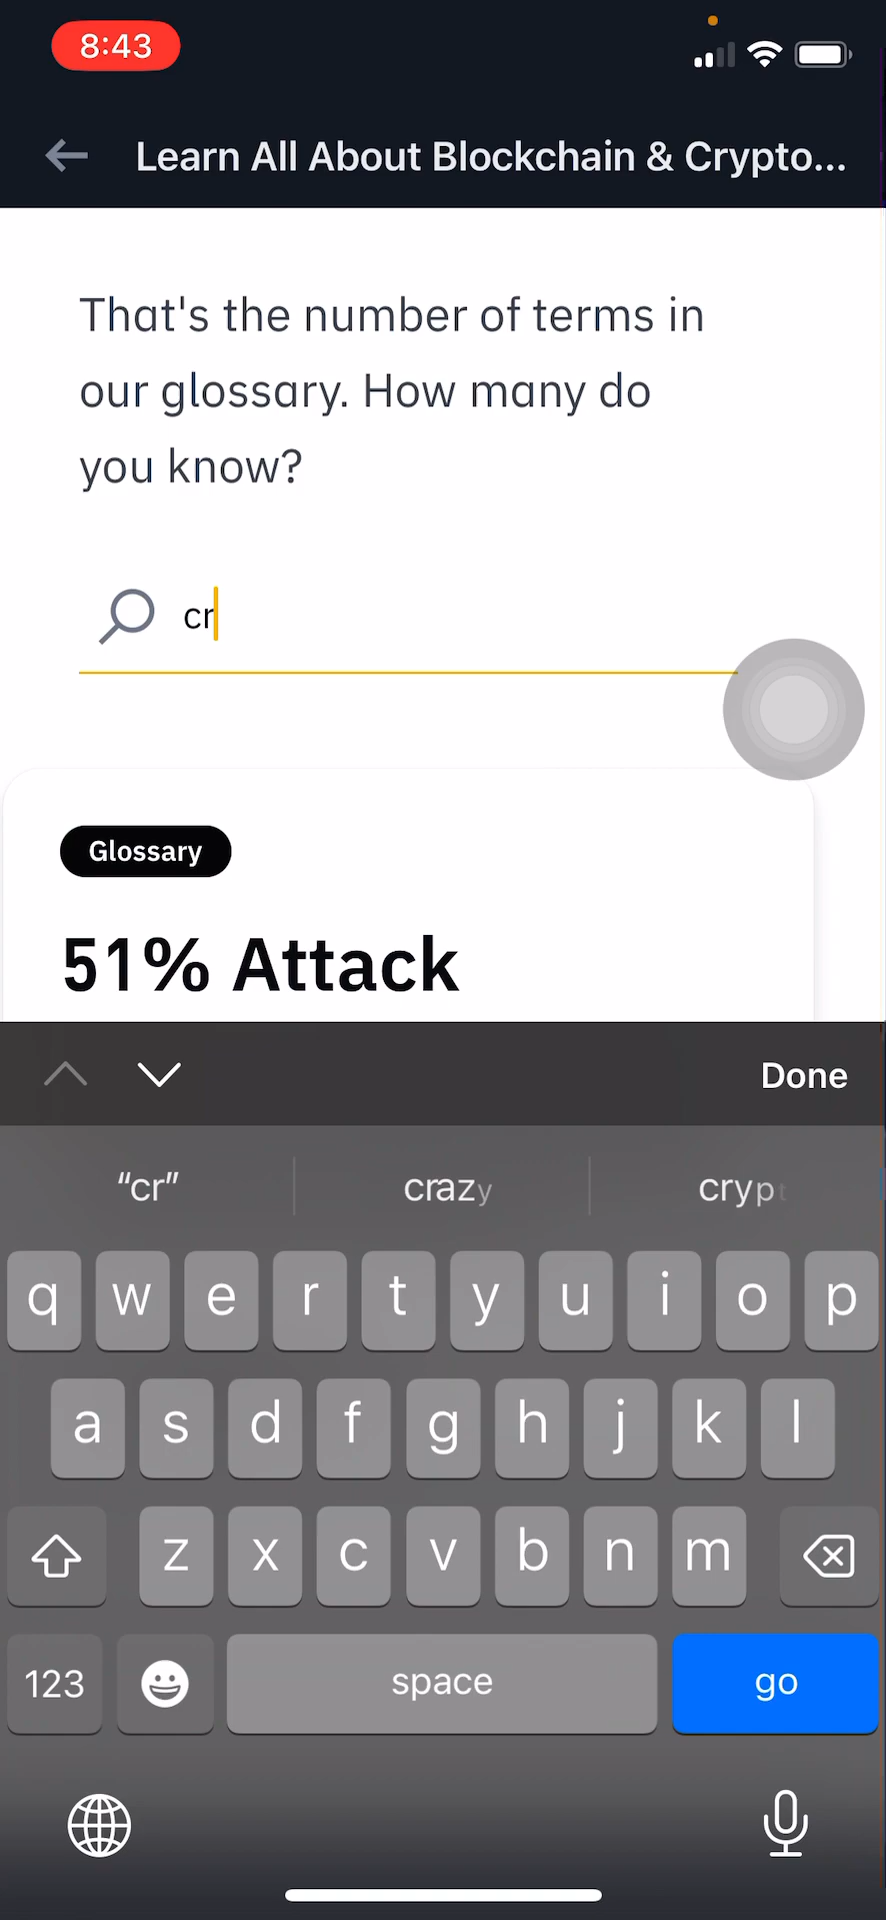 8:43
Learn All About Blockchain & Crypto...
That's the number of terms in
our glossary. How many do
you know?
cr
Glossary
51% Attack
Done
“cr” crazy crypt
q w e r t y u i o p
a s d f g h j k l
z x c v b n m
123 space go